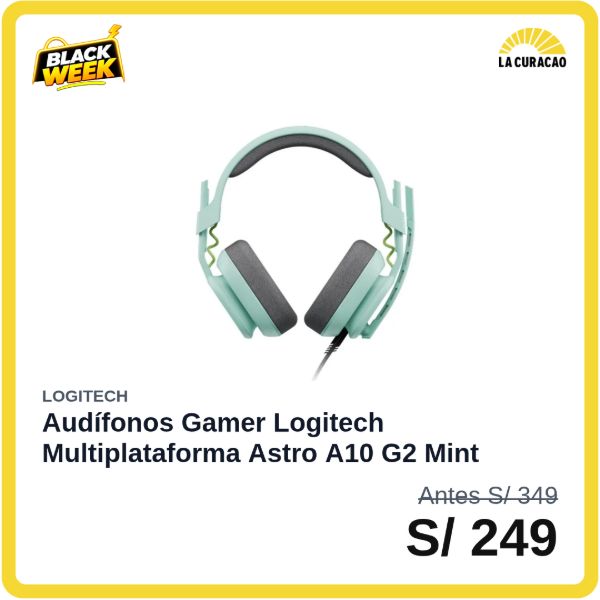 BLACK
WEEK
LA CURACAO
LOGITECH
Audífonos Gamer Logitech
Multiplataforma Astro A10 G2 Mint
Antes S/ 349
S/ 249